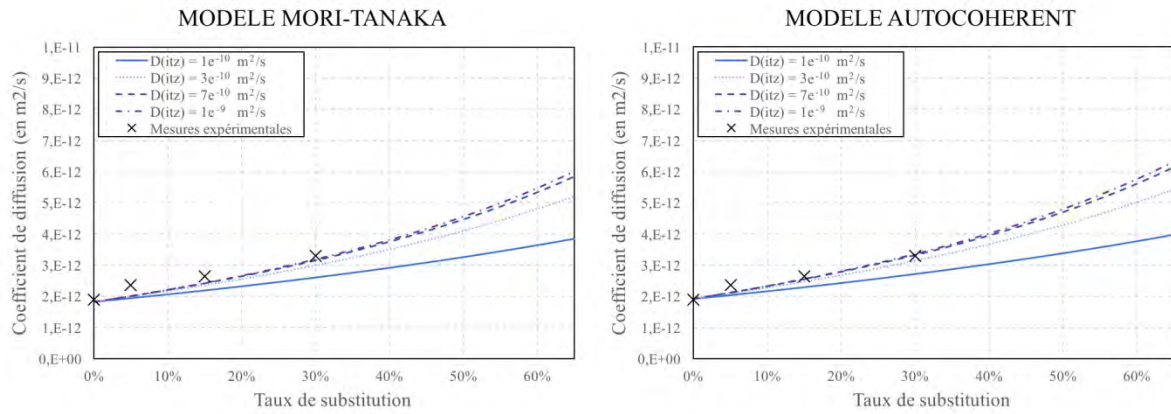 MODELE MORI-TANAKA
Coefficient de diffusion (en m2/s)
1,E-11
9,E-12
8,E-12
7,E-12
6,E-12
5,E-12
4,E-12
3,E-12
2,E-12
1,E-12
0,E+00
D(itz) = 1e⁻¹⁰ m²/s
D(itz) = 3e⁻¹⁰ m²/s
D(itz) = 7e⁻¹⁰ m²/s
D(itz) = 1e⁻⁹ m²/s
Mesures expérimentales
0% 10% 20% 30% 40% 50% 60%
Taux de substitution
MODELE AUTOCOHERENT
Coefficient de diffusion (en m2/s)
1,E-11
9,E-12
8,E-12
7,E-12
6,E-12
5,E-12
4,E-12
3,E-12
2,E-12
1,E-12
0,E+00
D(itz) = 1e⁻¹⁰ m²/s
D(itz) = 3e⁻¹⁰ m²/s
D(itz) = 7e⁻¹⁰ m²/s
D(itz) = 1e⁻⁹ m²/s
Mesures expérimentales
0% 10% 20% 30% 40% 50% 60%
Taux de substitution